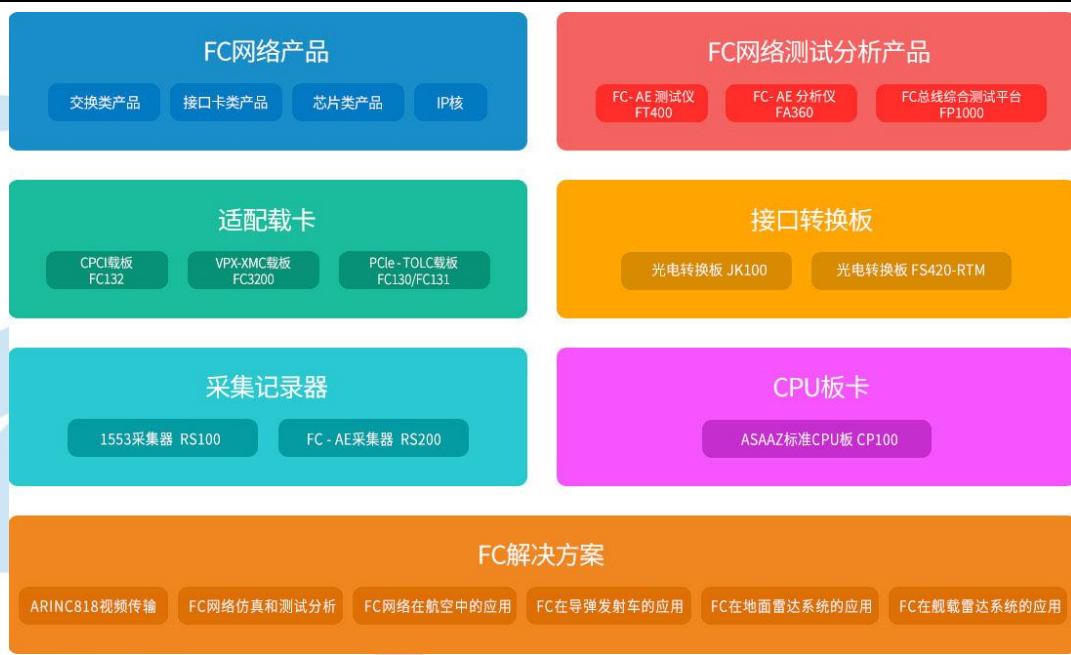 FC网络产品
交换类产品
接口卡类产品
芯片类产品
IP核
FC网络测试分析产品
FC-AE 测试仪
FT400
FC-AE 分析仪
FA360
FC总线综合测试平台
FP1000
适配载卡
CPCI载板
FC132
VPX-XMC载板
FC3200
PCIe-TOLC载板
FC130/FC131
接口转换板
光电转换板 JK100
光电转换板 FS420-RTM
采集记录器
1553采集器 RS100
FC-AE采集器 RS200
CPU板卡
ASAAZ标准CPU板 CP100
FC解决方案
ARINC818视频传输
FC网络仿真和测试分析
FC网络在航空中的应用
FC在导弹发射车的应用
FC在地面雷达系统的应用
FC在舰载雷达系统的应用